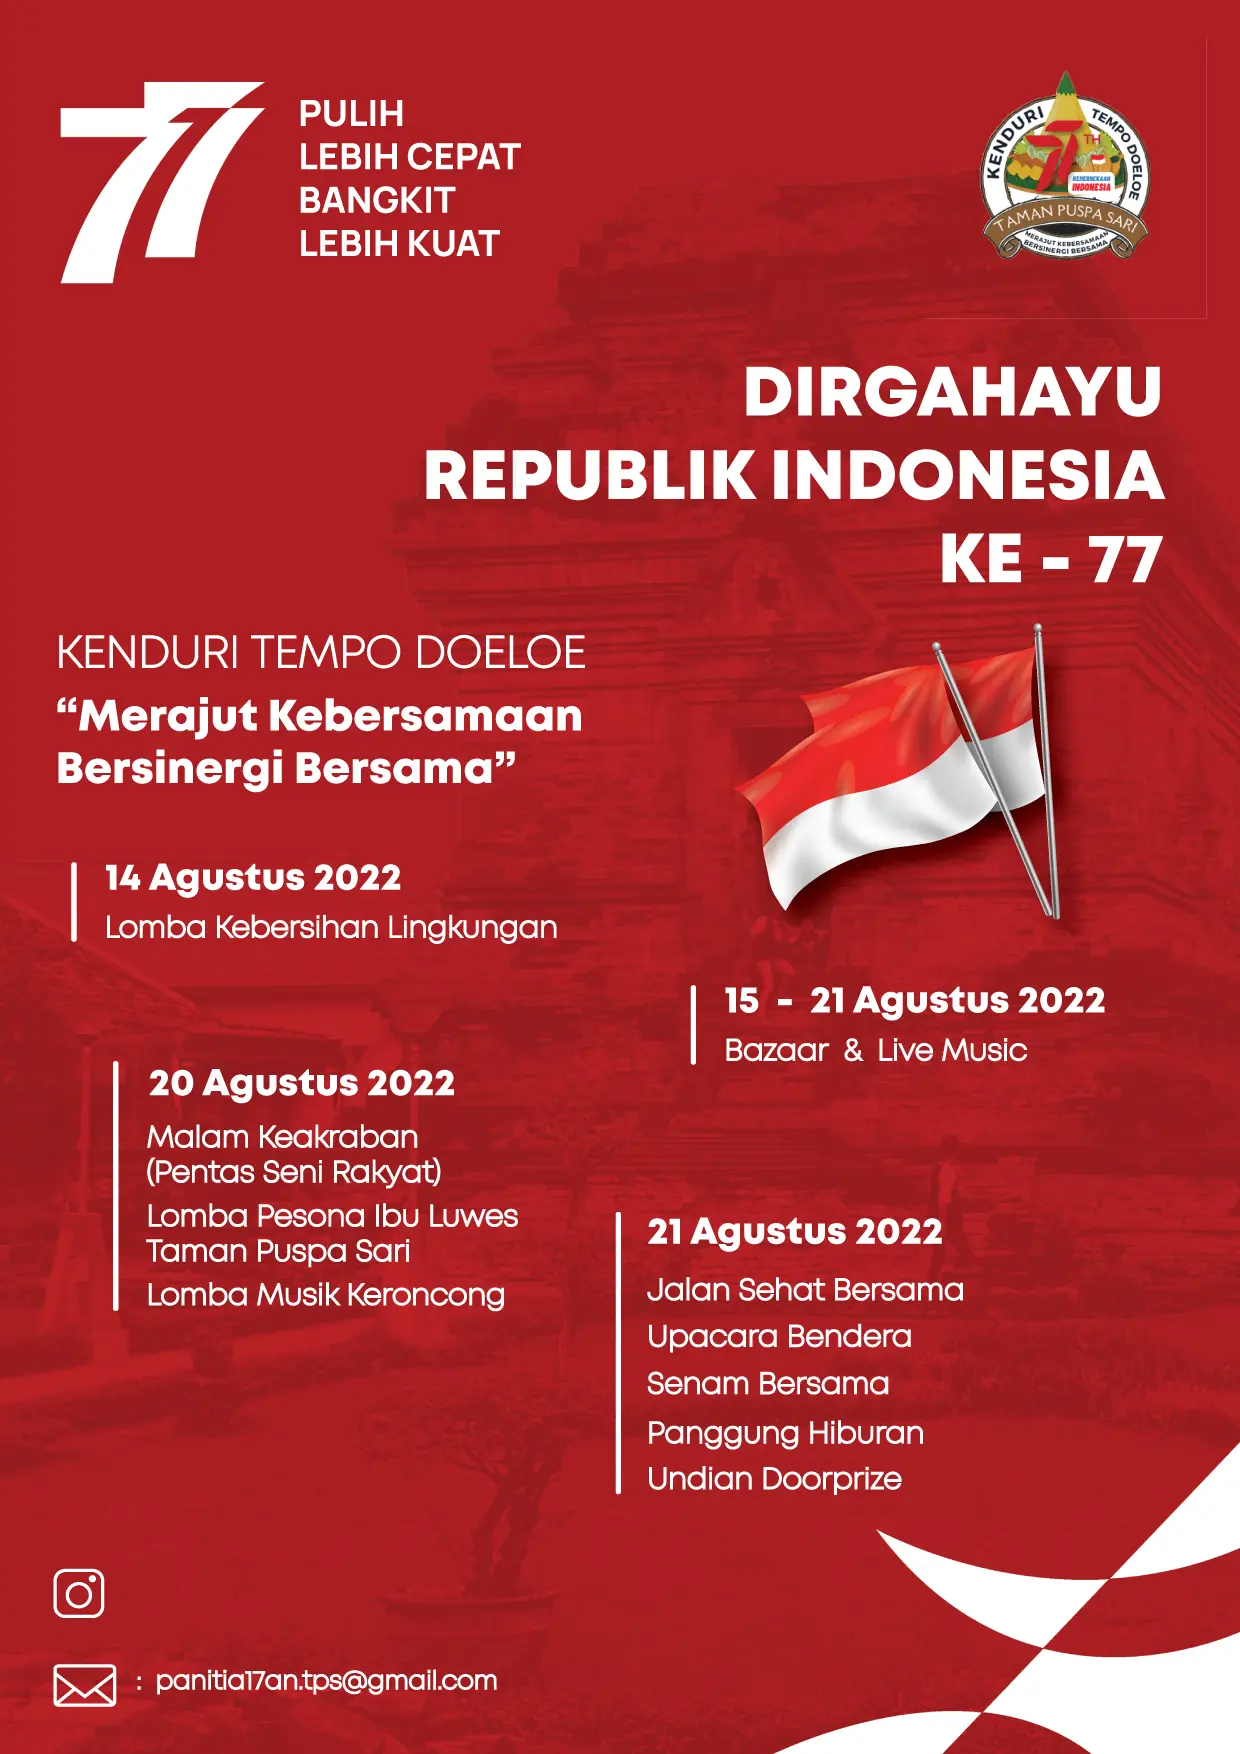 77
PULIH
LEBIH CEPAT
BANGKIT
LEBIH KUAT
KENDURI TEMPO DOELOE
77TH
KEMERDEKAAN
INDONESIA
TAMAN PUSPA SARI
MERAJUT KEBERSAMAAN
BERSINERGI BERSAMA
DIRGAHAYU
REPUBLIK INDONESIA
KE - 77
KENDURI TEMPO DOELOE
“Merajut Kebersamaan
Bersinergi Bersama”
14 Agustus 2022
Lomba Kebersihan Lingkungan
15 - 21 Agustus 2022
Bazaar & Live Music
20 Agustus 2022
Malam Keakraban
(Pentas Seni Rakyat)
Lomba Pesona Ibu Luwes
Taman Puspa Sari
Lomba Musik Keroncong
21 Agustus 2022
Jalan Sehat Bersama
Upacara Bendera
Senam Bersama
Panggung Hiburan
Undian Doorprize
: panitia17an.tps@gmail.com